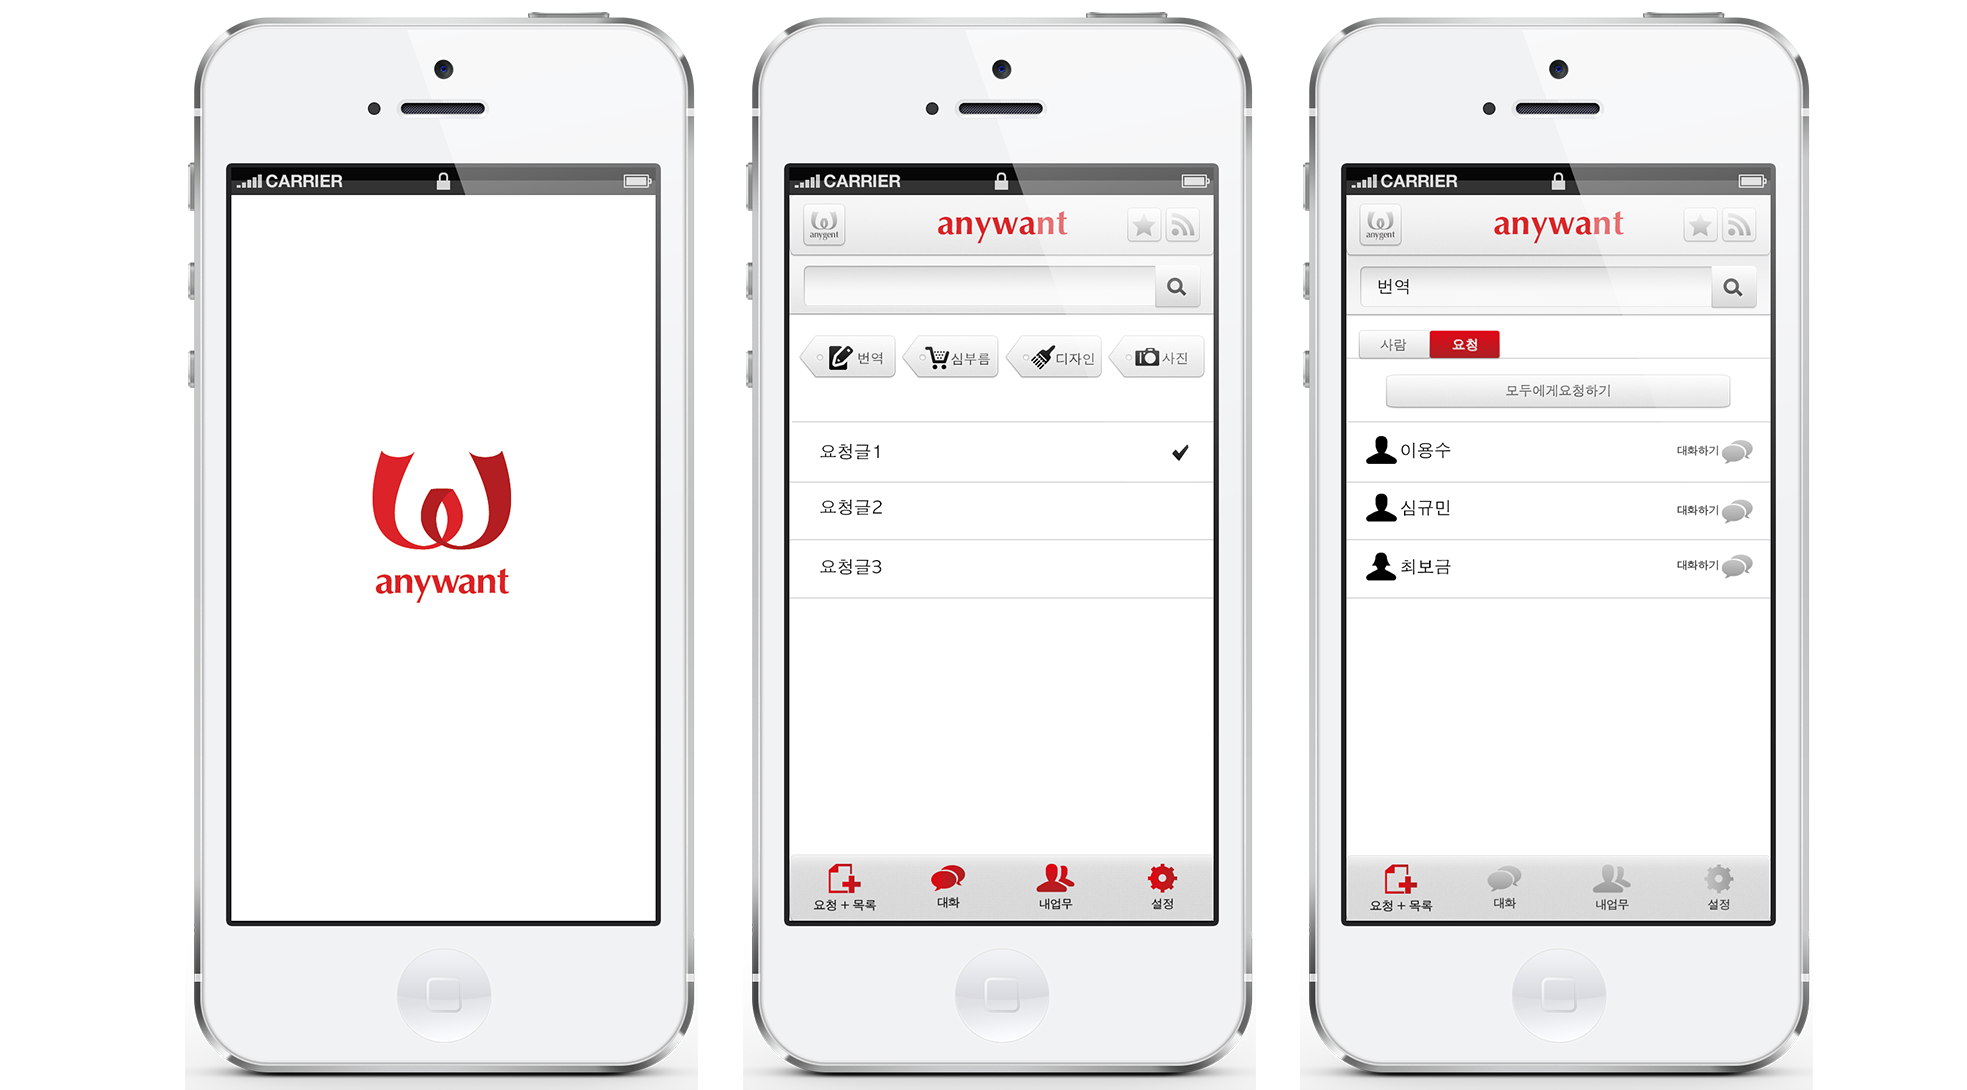 CARRIER
anywant
CARRIER
anygent
anywant
번역
심부름
디자인
사진
요청글1
요청글2
요청글3
요청 + 목록
대화
내업무
설정
CARRIER
anygent
anywant
번역
사람
요청
모두에게요청하기
이용수
대화하기
심규민
대화하기
최보금
대화하기
요청 + 목록
대화
내업무
설정